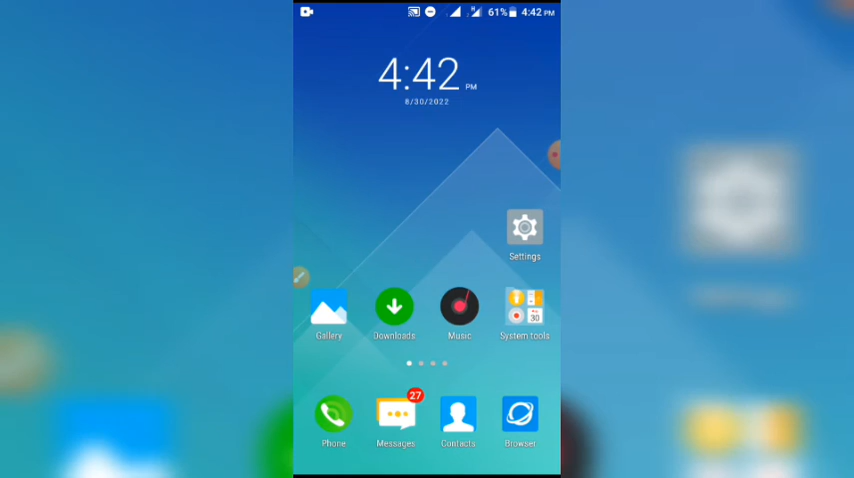 H
61% 4:42 PM
4:42 PM
8/30/2022
Settings
Gallery
Downloads
Music
30
System tools
27
Phone
Messages
Contacts
Browser